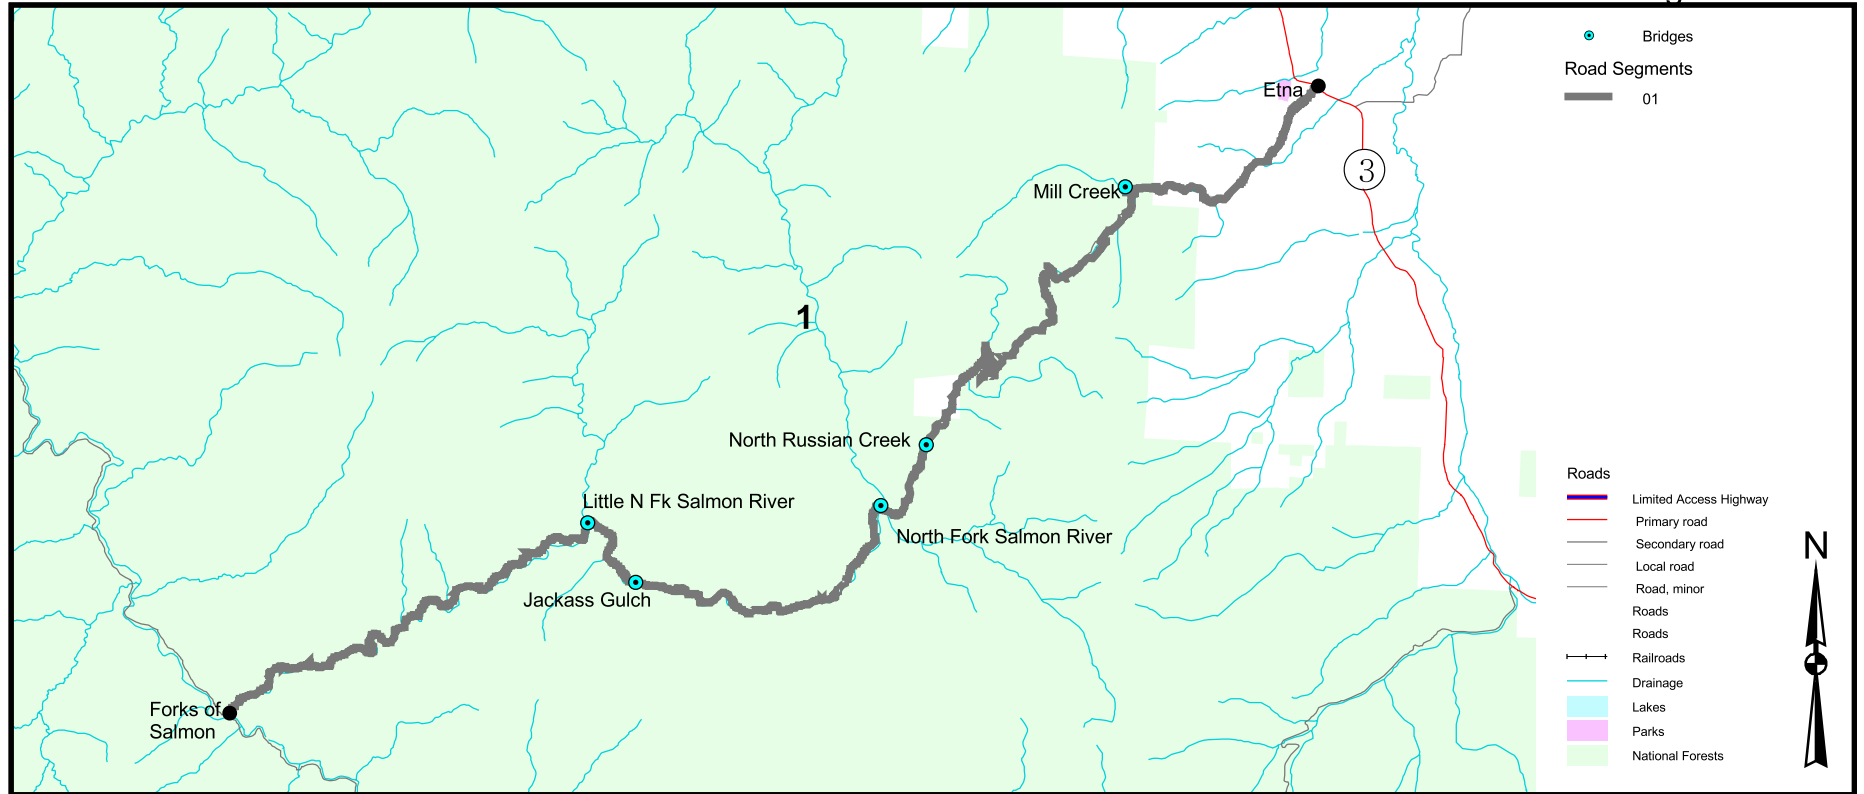 Bridges
Road Segments
01
Etna
3
Mill Creek
1
North Russian Creek
Little N Fk Salmon River
North Fork Salmon River
Jackass Gulch
Forks of
Salmon
Roads
Limited Access Highway
Primary road
Secondary road
Local road
Road, minor
Roads
Roads
Railroads
Drainage
Lakes
Parks
National Forests
N